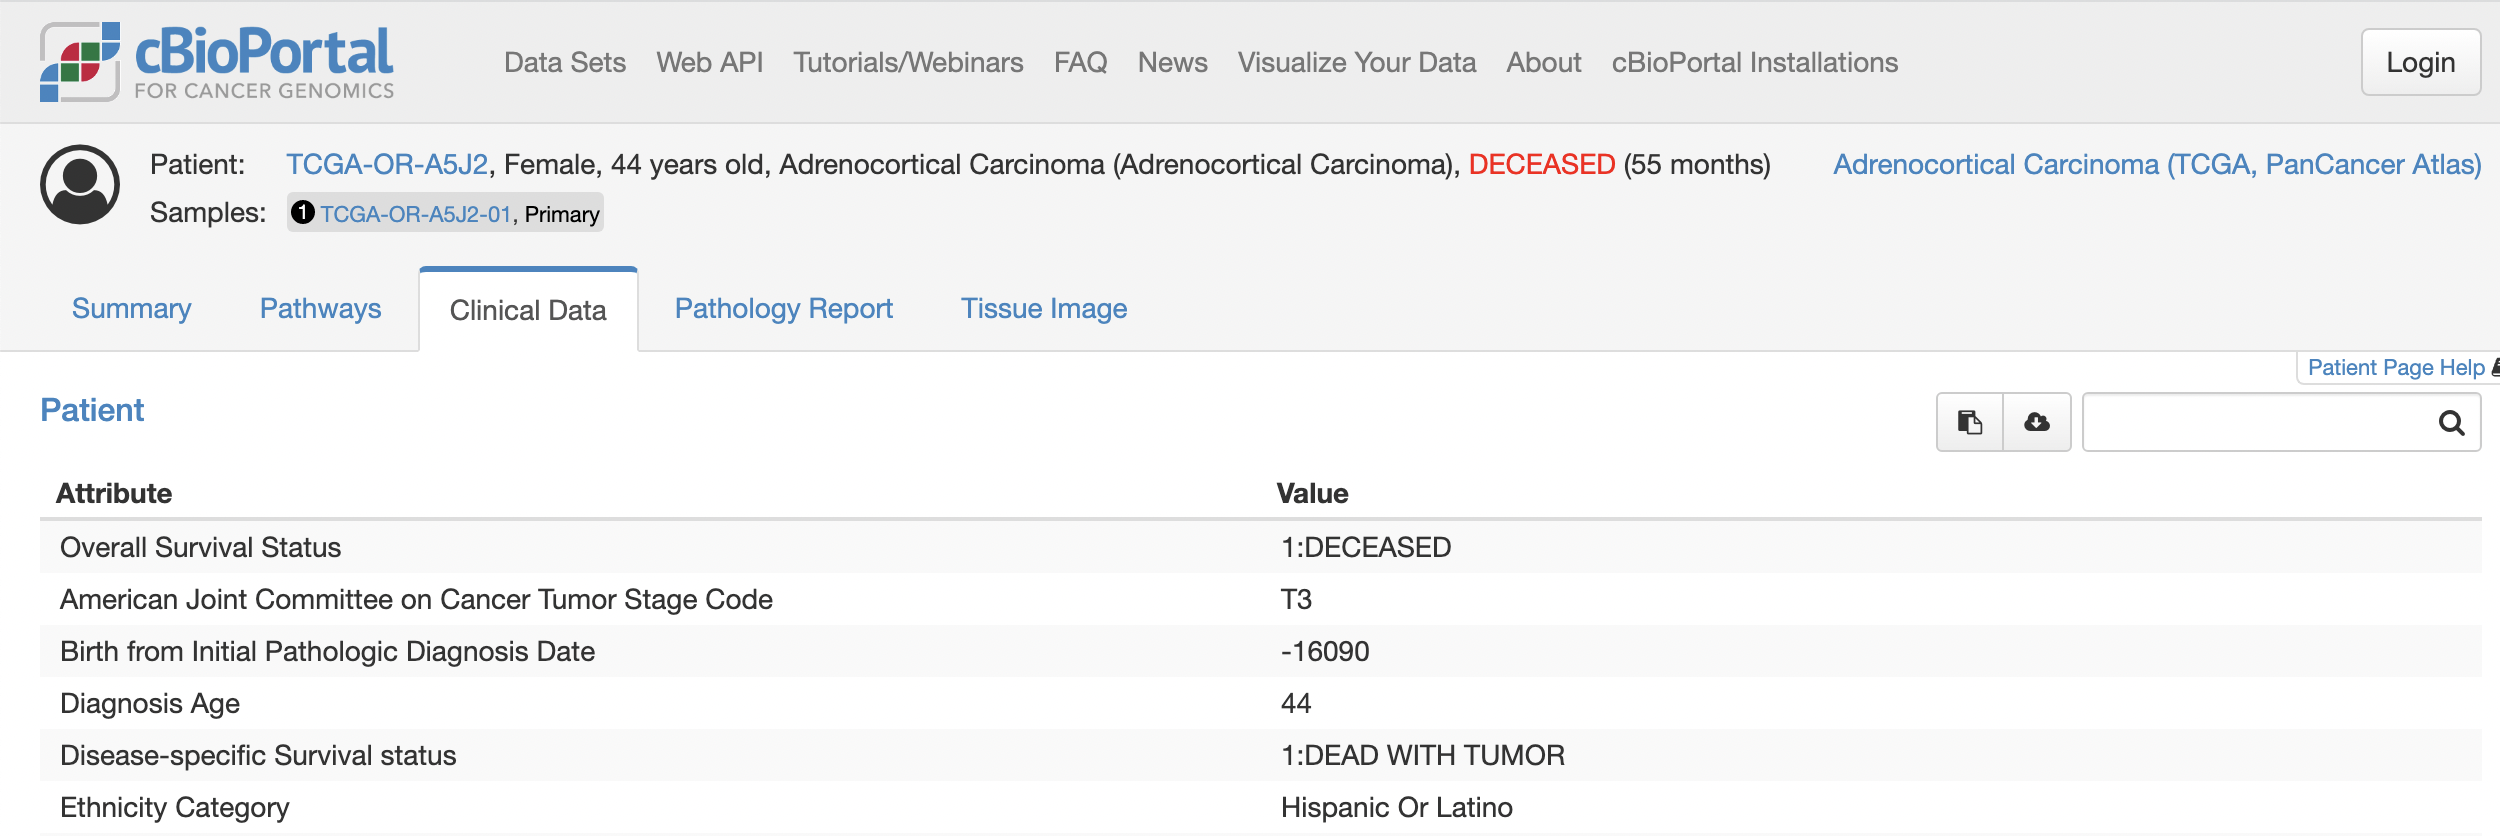 cBioPortal
FOR CANCER GENOMICS
Data Sets Web API Tutorials/Webinars FAQ News Visualize Your Data About cBioPortal Installations Login
Patient: TCGA-OR-A5J2, Female, 44 years old, Adrenocortical Carcinoma (Adrenocortical Carcinoma), DECEASED (55 months) Adrenocortical Carcinoma (TCGA, PanCancer Atlas)
Samples: 1 TCGA-OR-A5J2-01, Primary
Summary Pathways Clinical Data Pathology Report Tissue Image
Patient Page Help
Patient
Attribute Value
Overall Survival Status 1:DECEASED
American Joint Committee on Cancer Tumor Stage Code T3
Birth from Initial Pathologic Diagnosis Date -16090
Diagnosis Age 44
Disease-specific Survival status 1:DEAD WITH TUMOR
Ethnicity Category Hispanic Or Latino